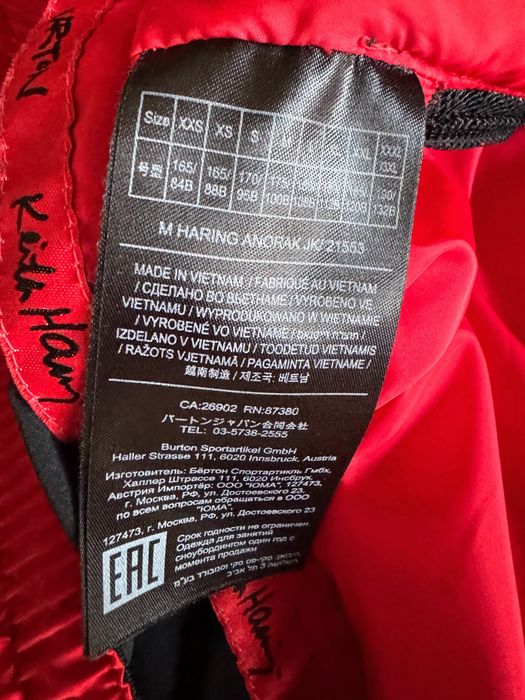 BURTON
Keith Haring
Size XXS XS S
号型 165/84B 165/88B 170/95B
M HARING ANORAK JK/ 21553
MADE IN VIETNAM / FABRIQUÉ AU VIETNAM
/ СДЕЛАНО ВО ВЬЕТНАМЕ / VYROBENO VE
VIETNAMU / WYPRODUKOWANO W WIETNAMIE
/ VYROBENÉ VO VIETNAME /
IZDELANO V VIETNAMU / TOODETUD VIETNAMIS
/ RAŽOTS VJETNAMĀ / PAGAMINTA VIETNAME /
越南制造 / 제조국: 베트남
CA:26902 RN:87380
バートンジャパン合同会社
TEL: 03-5738-2555
Burton Sportartikel GmbH
Haller Strasse 111, 6020 Innsbruck, Austria
Изготовитель: Бёртон Спортартикль Гмбх,
Халлер Штрассе 111, 6020 Инсбрук,
Австрия Импортёр: ООО "ЮМА", 127473,
г. Москва, РФ, ул. Достоевского 23
по всем вопросам обращаться в ООО
"ЮМА",
127473, г. Москва, РФ, ул. Достоевского 23.
EAC
Срок годности не ограничен.
Одежда для занятий
сноубордингом один год с
момента продажи
Keith Haring